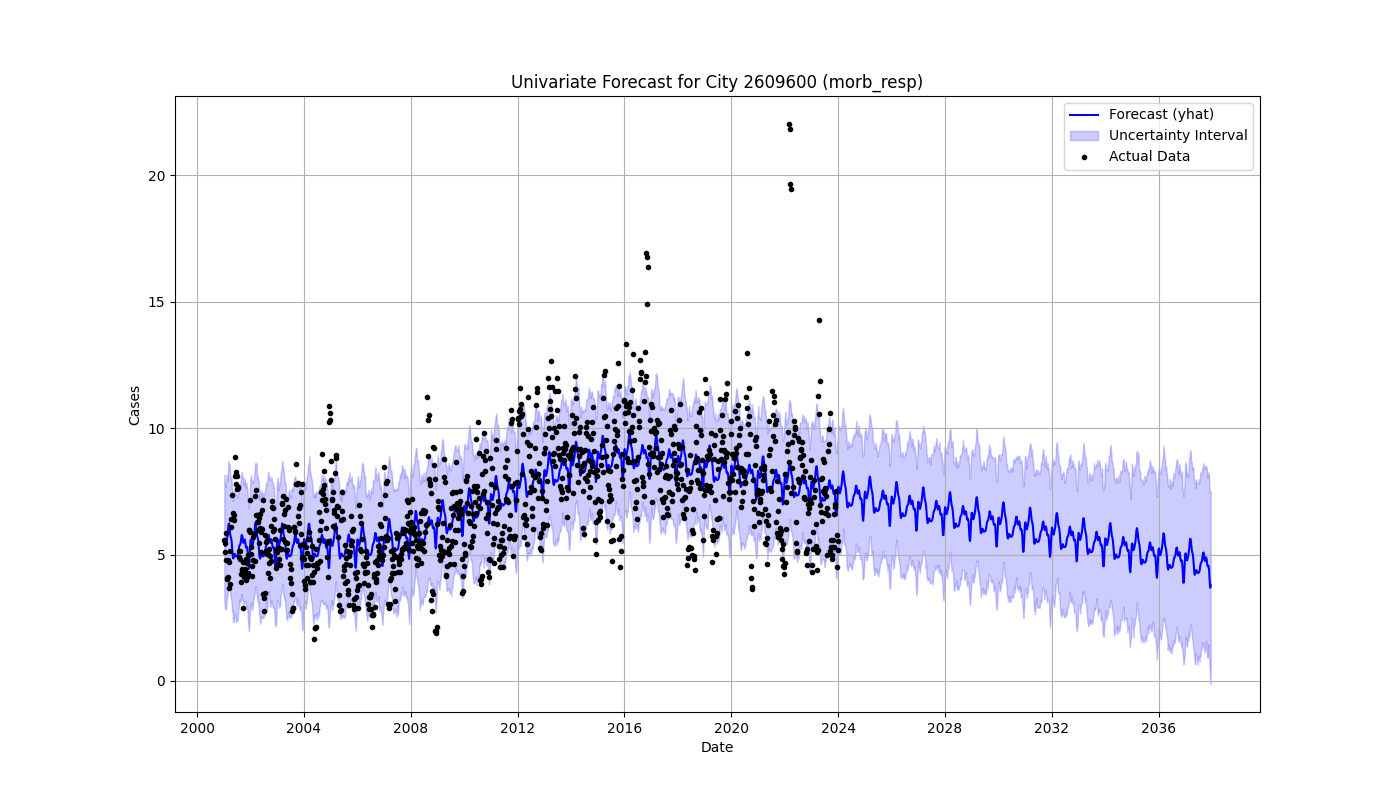 Univariate Forecast for City 2609600 (morb_resp)
Forecast (yhat)
Uncertainty Interval
Actual Data
Cases
20
15
10
5
0
2000 2004 2008 2012 2016 2020 2024 2028 2032 2036
Date